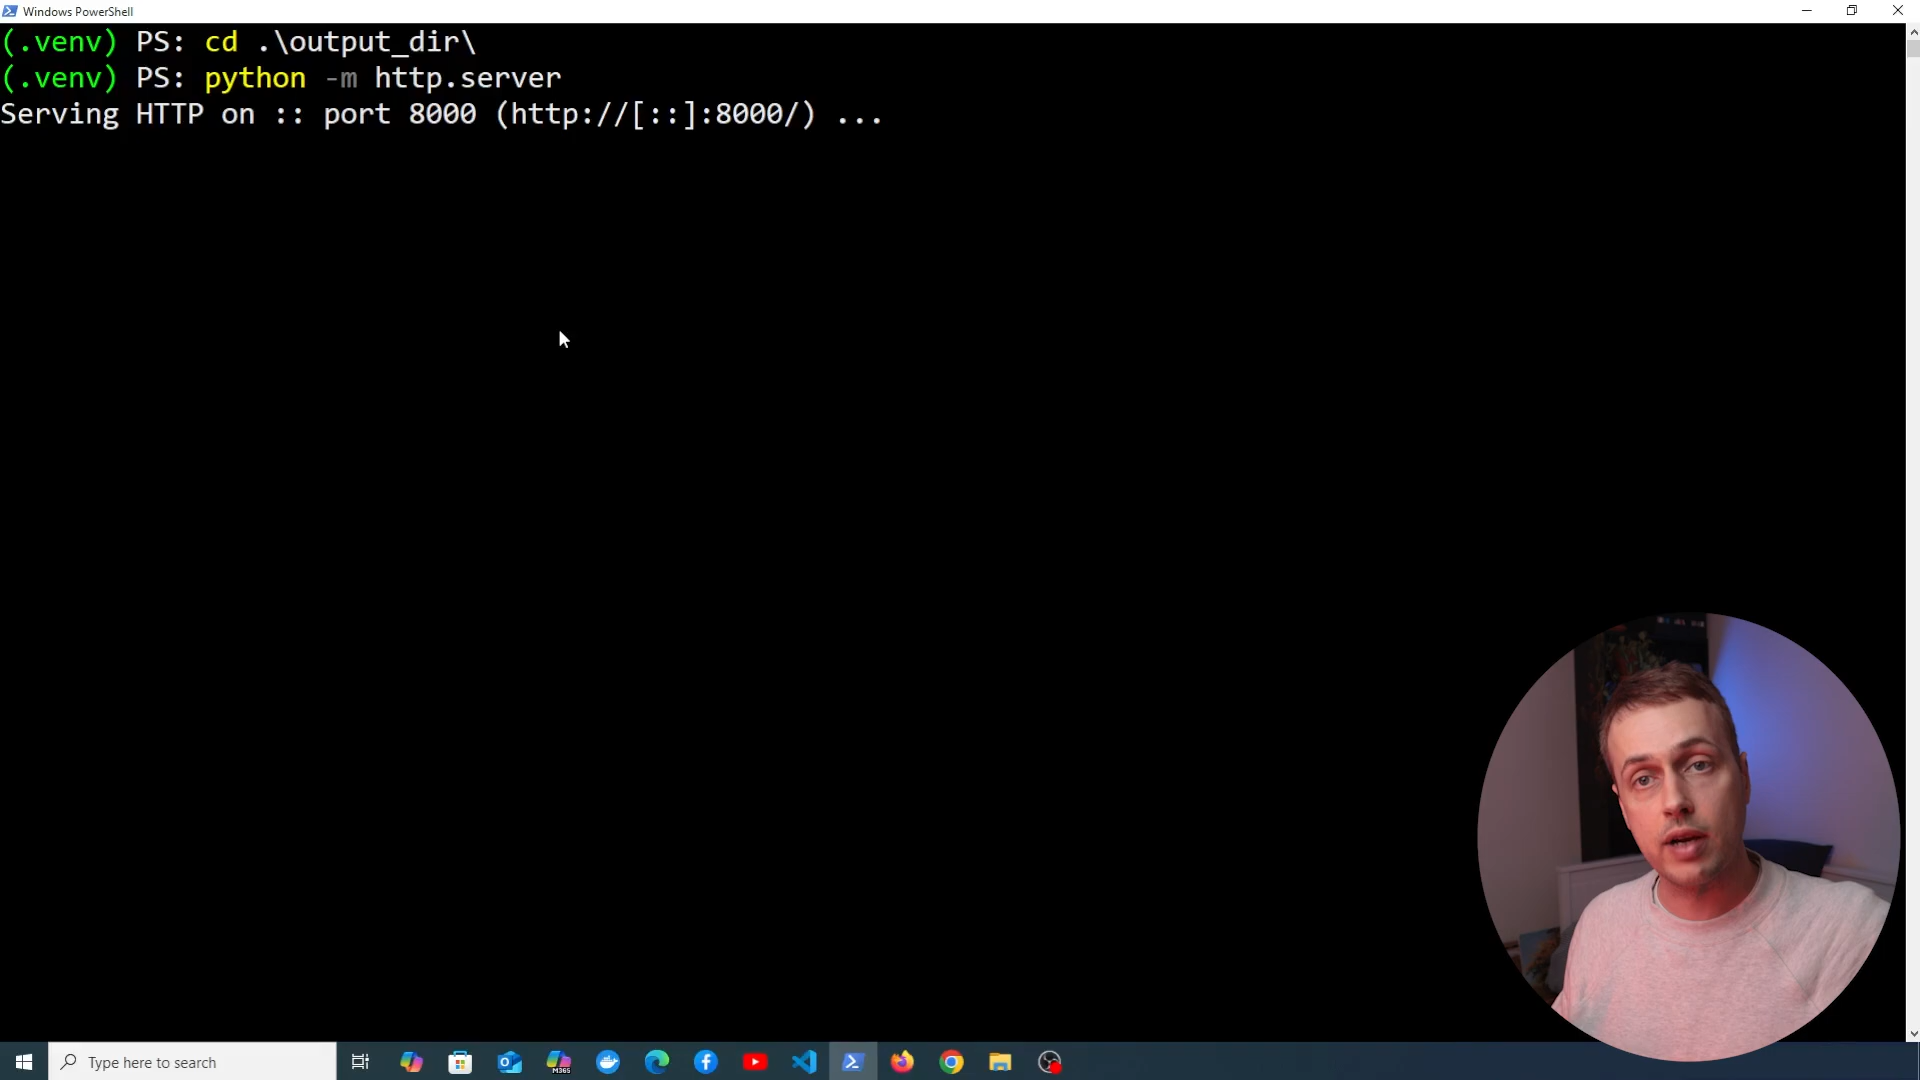 Windows PowerShell
(.venv) PS: cd .\output_dir\
(.venv) PS: python -m http.server
Serving HTTP on :: port 8000 (http://[::]:8000/) ...
Type here to search
M365